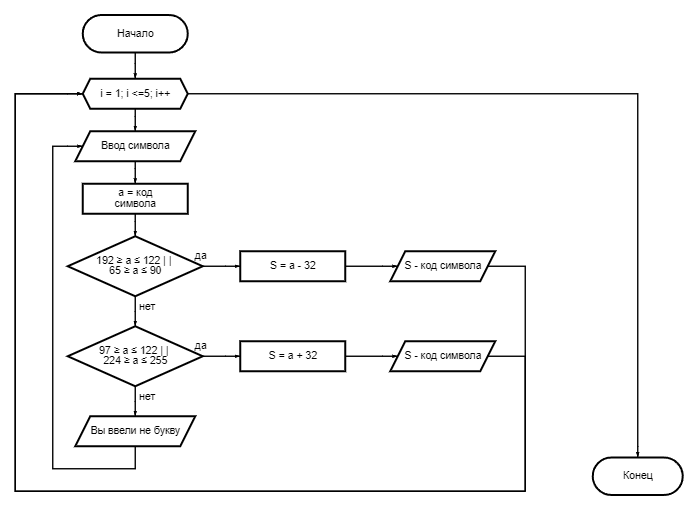 Начало
i = 1; i <=5; i++
Ввод символа
a = код
символа
192 ≥ a ≤ 122 | |
65 ≥ a ≤ 90
да
S = a - 32
S - код символа
нет
97 ≥ a ≤ 122 | |
224 ≥ a ≤ 255
да
S = a + 32
S - код символа
нет
Вы ввели не букву
Конец